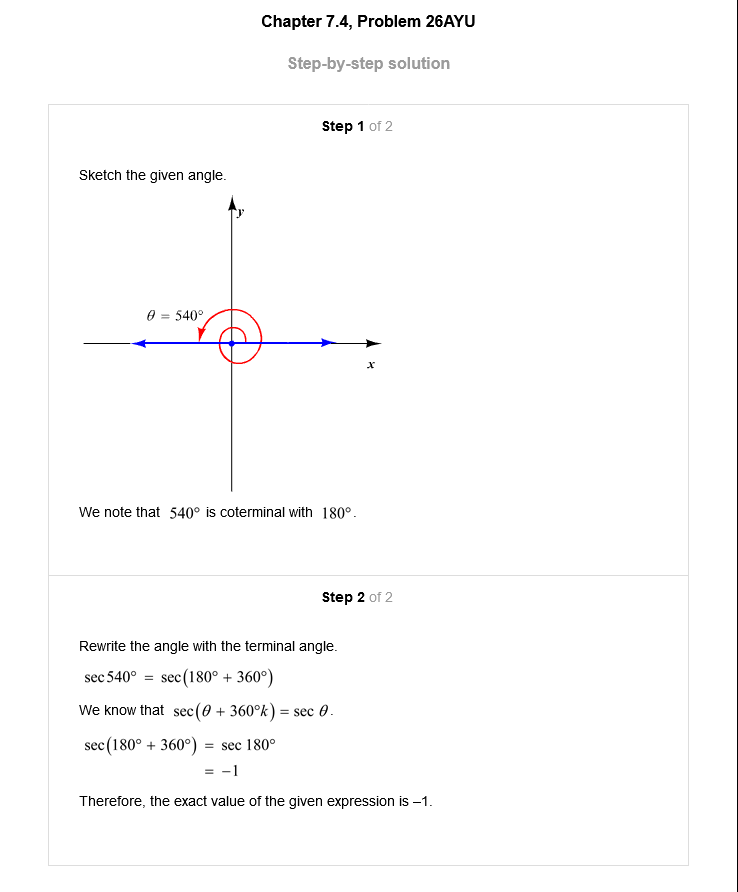 Chapter 7.4, Problem 26AYU
Step-by-step solution
Step 1 of 2
Sketch the given angle.
y
θ = 540°
x
We note that 540° is coterminal with 180°.
Step 2 of 2
Rewrite the angle with the terminal angle.
sec 540° = sec(180° + 360°)
We know that sec(θ + 360°k) = sec θ.
sec(180° + 360°) = sec 180°
= −1
Therefore, the exact value of the given expression is –1.